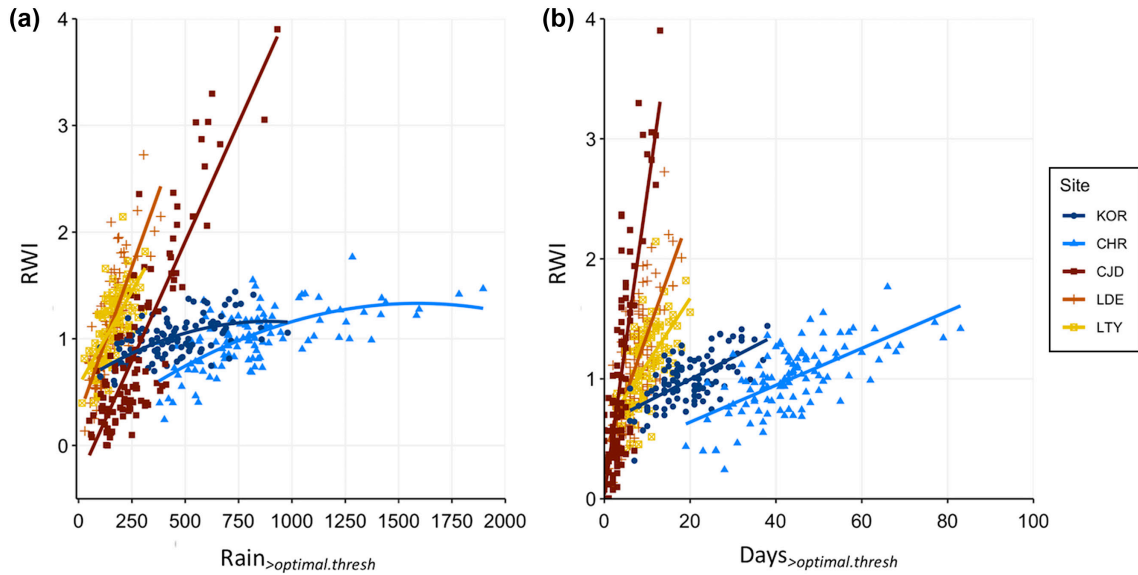 (a)
(b)
4
3
2
1
0
RWI
0 250 500 750 1000 1250 1500 1750 2000
Rain>optimal.thresh
4
3
2
1
0
RWI
0 20 40 60 80 100
Days>optimal.thresh
Site
KOR
CHR
CJD
LDE
LTY